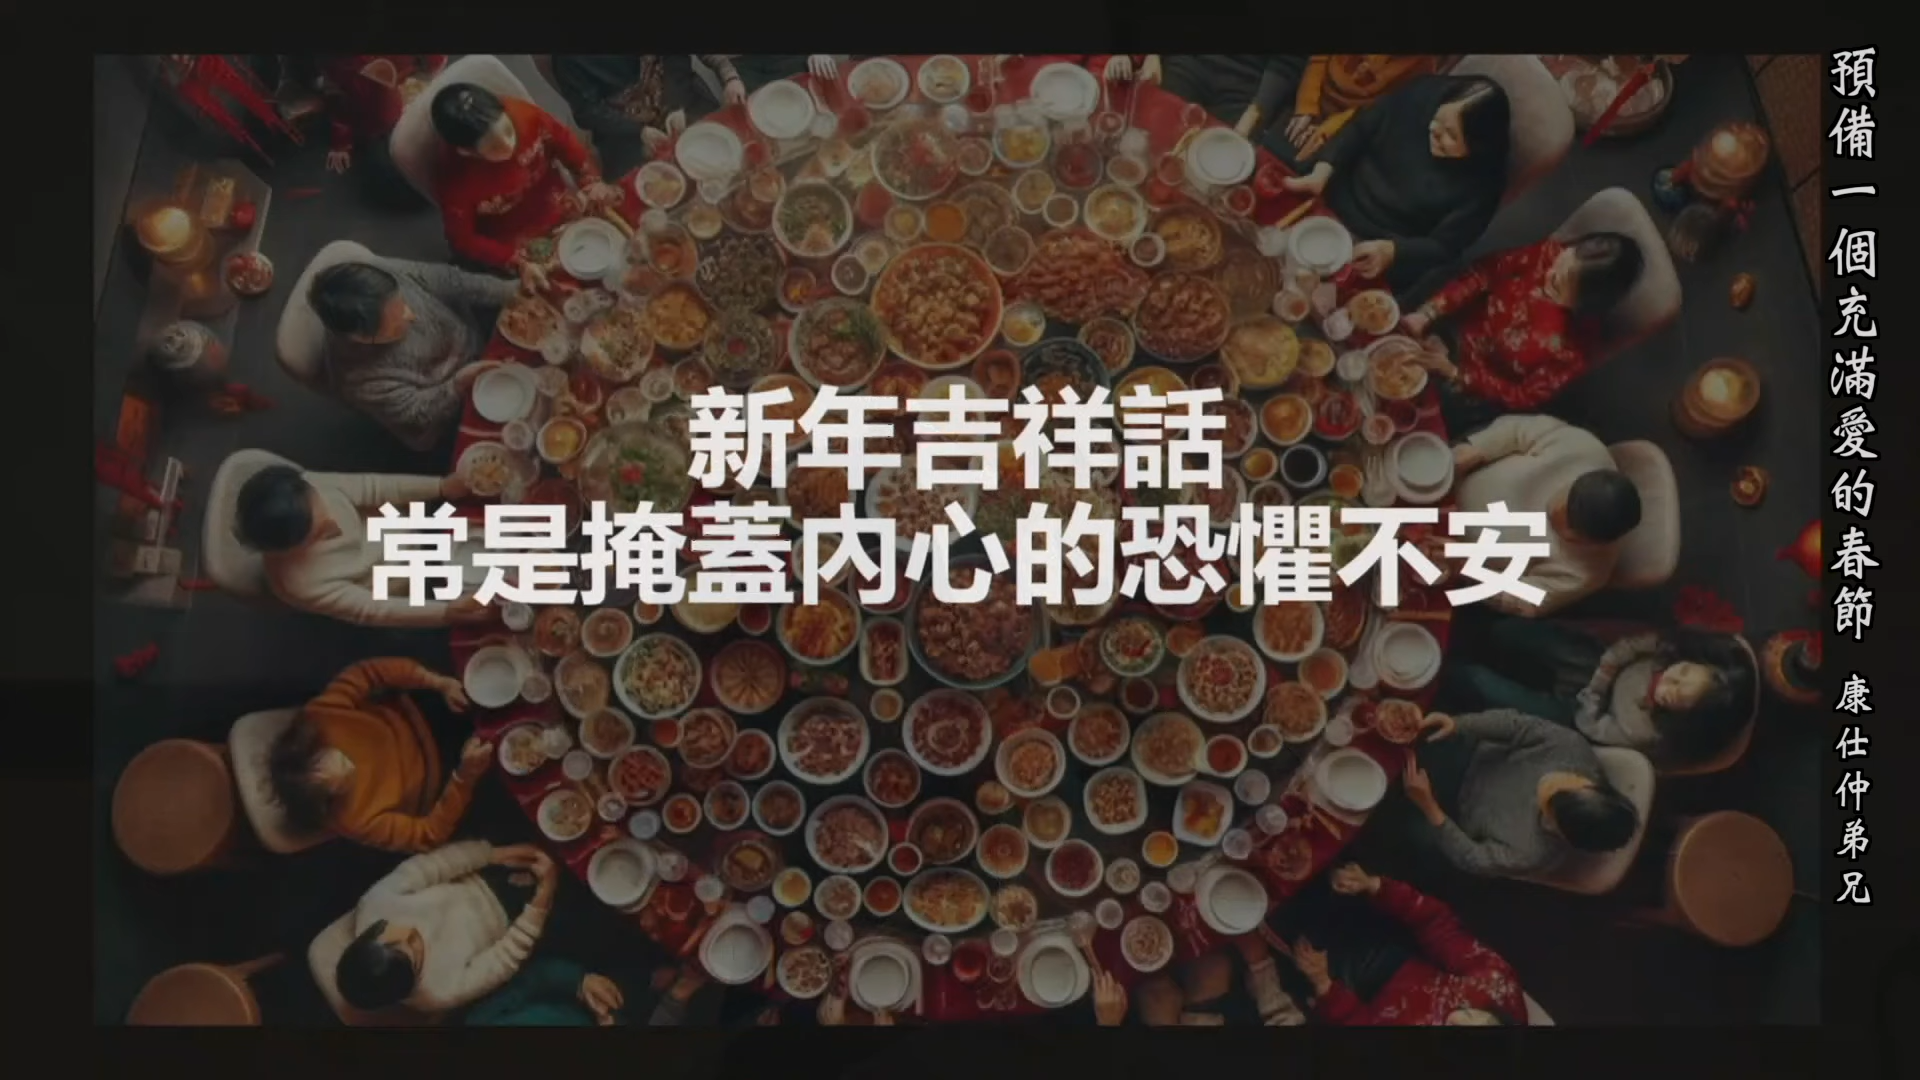 新年吉祥話
常是掩蓋內心的恐懼不安
預備一個充滿愛的春節 康仕仲弟兄